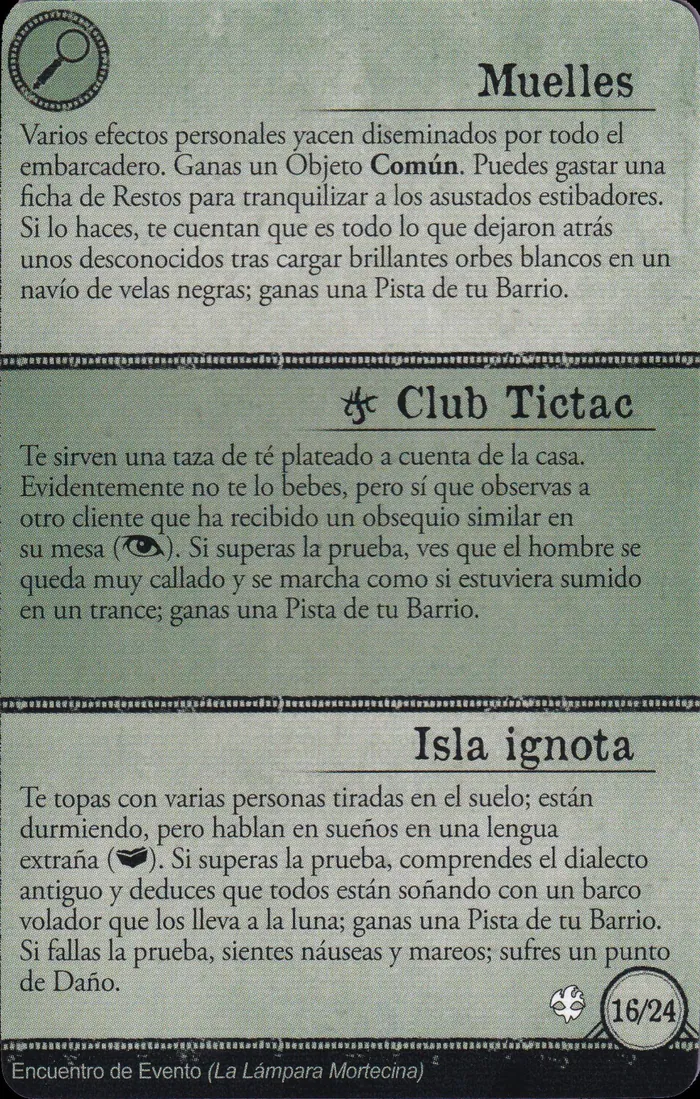 Muelles
Varios efectos personales yacen diseminados por todo el
embarcadero. Ganas un Objeto Común. Puedes gastar una
ficha de Restos para tranquilizar a los asustados estibadores.
Si lo haces, te cuentan que es todo lo que dejaron atrás
unos desconocidos tras cargar brillantes orbes blancos en un
navío de velas negras; ganas una Pista de tu Barrio.
Club Tictac
Te sirven una taza de té plateado a cuenta de la casa.
Evidentemente no te lo bebes, pero sí que observas a
otro cliente que ha recibido un obsequio similar en
su mesa (). Si superas la prueba, ves que el hombre se
queda muy callado y se marcha como si estuviera sumido
en un trance; ganas una Pista de tu Barrio.
Isla ignota
Te topas con varias personas tiradas en el suelo; están
durmiendo, pero hablan en sueños en una lengua
extraña (). Si superas la prueba, comprendes el dialecto
antiguo y deduces que todos están soñando con un barco
volador que los lleva a la luna; ganas una Pista de tu Barrio.
Si fallas la prueba, sientes náuseas y mareos; sufres un punto
de Daño.
16/24
Encuentro de Evento (La Lámpara Mortecina)